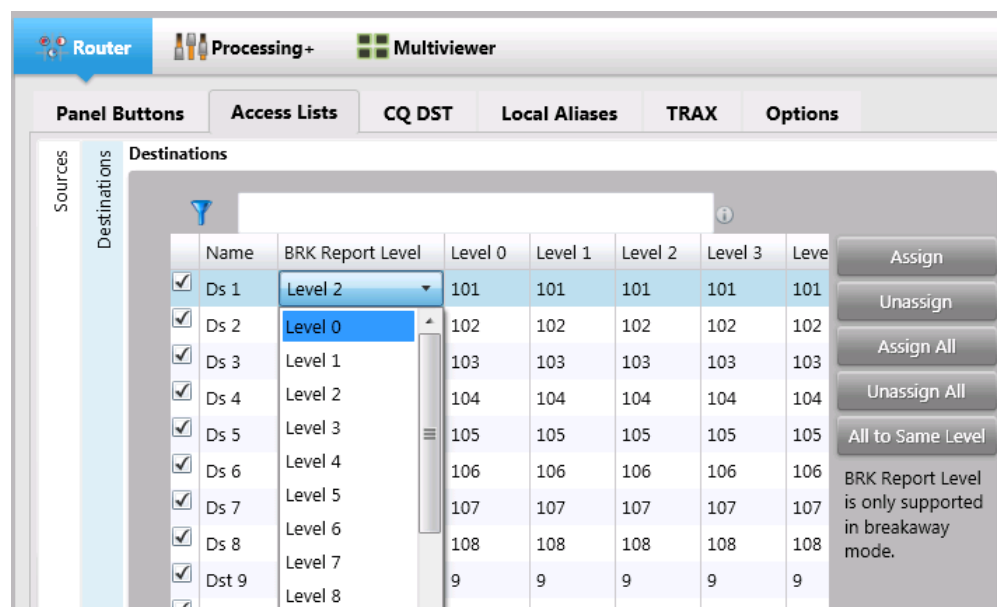 Router Processing+ Multiviewer
Panel Buttons Access Lists CQ DST Local Aliases TRAX Options
Sources
Destinations
Destinations
Name BRK Report Level Level 0 Level 1 Level 2 Level 3 Leve
Ds 1 Level 2 101 101 101 101 101
Ds 2 Level 0 102 102 102 102 102
Ds 3 Level 1 103 103 103 103 103
Ds 4 Level 2 104 104 104 104 104
Ds 5 Level 3 105 105 105 105 105
Ds 6 Level 4 106 106 106 106 106
Ds 7 Level 5 107 107 107 107 107
Ds 8 Level 6 108 108 108 108 108
Level 7
Dst 9 9 9 9 9 9
Level 8
Assign
Unassign
Assign All
Unassign All
All to Same Level
BRK Report Level
is only supported
in breakaway
mode.